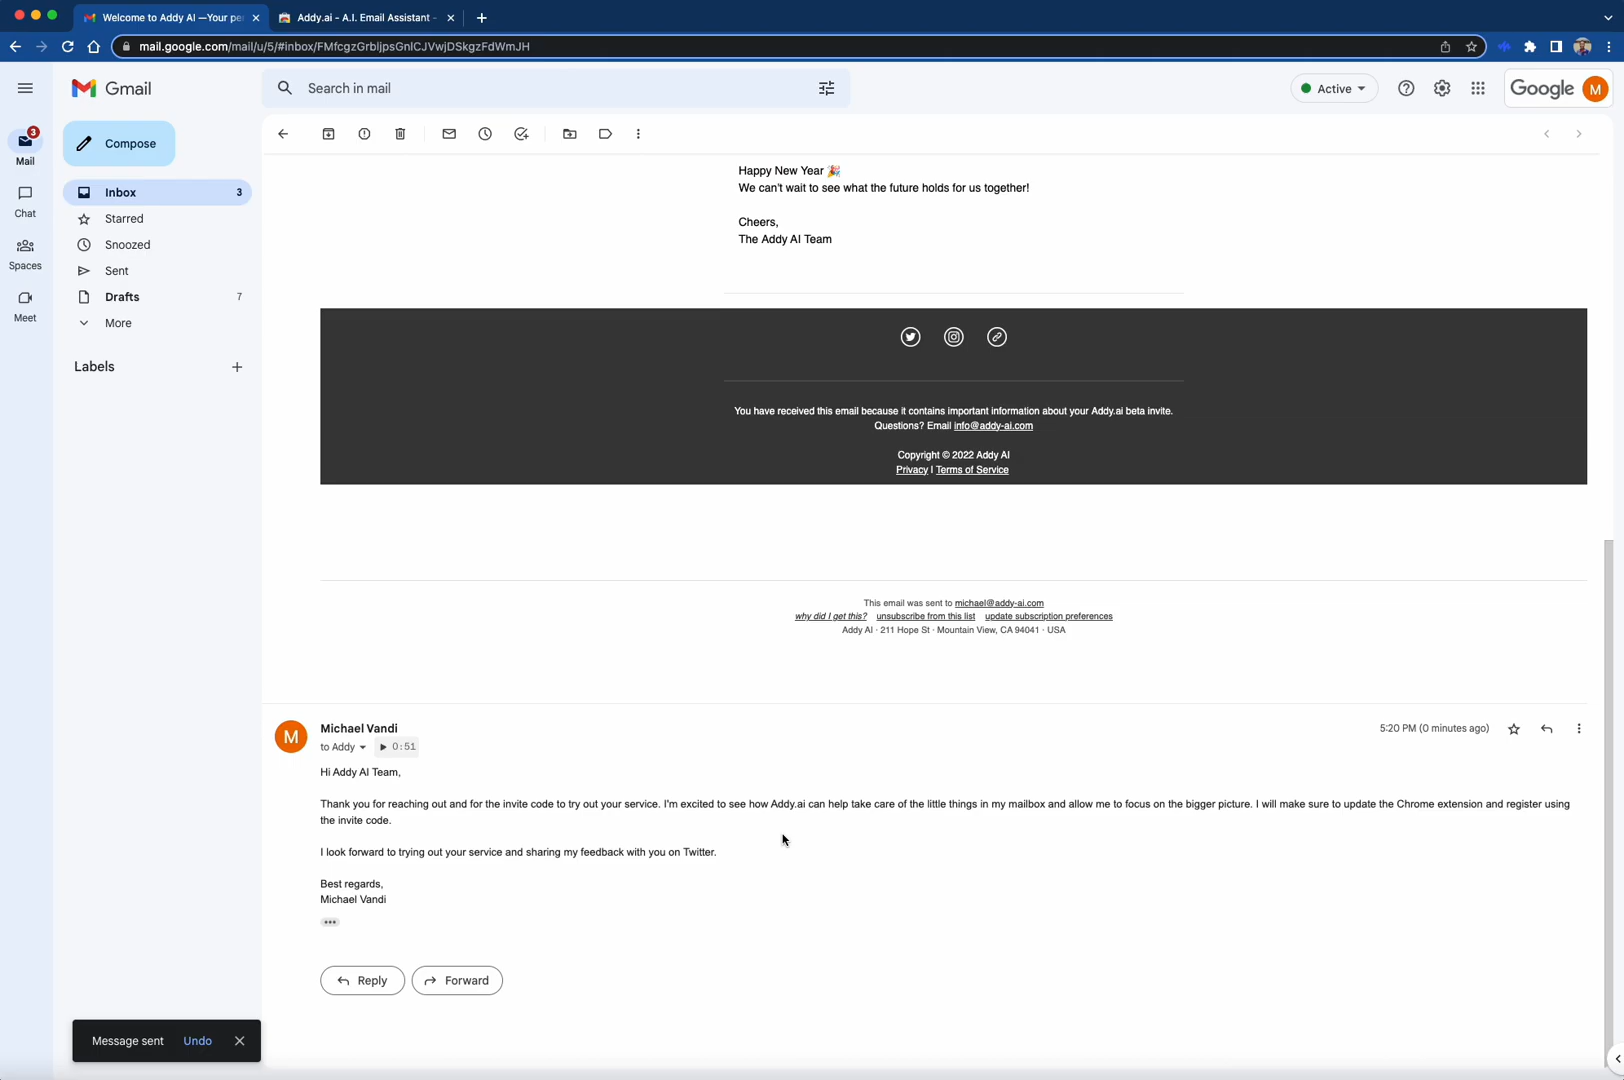 Welcome to Addy AI —Your pe
Addy.ai - A.I. Email Assistant -
mail.google.com/mail/u/5/#inbox/FMfcgzGrbljpsGnlCJVwjDSkgzFdWmJH
Gmail
Search in mail
Active
Google M
3
Mail
Chat
Spaces
Meet
Compose
Inbox 3
Starred
Snoozed
Sent
Drafts 7
More
Labels
Happy New Year 🎉
We can't wait to see what the future holds for us together!
Cheers,
The Addy AI Team
You have received this email because it contains important information about your Addy.ai beta invite.
Questions? Email info@addy-ai.com
Copyright © 2022 Addy AI
Privacy I Terms of Service
This email was sent to michael@addy-ai.com
why did I get this? unsubscribe from this list update subscription preferences
Addy AI · 211 Hope St · Mountain View, CA 94041 · USA
M
Michael Vandi
5:20 PM (0 minutes ago)
to Addy 0:51
Hi Addy AI Team,
Thank you for reaching out and for the invite code to try out your service. I'm excited to see how Addy.ai can help take care of the little things in my mailbox and allow me to focus on the bigger picture. I will make sure to update the Chrome extension and register using
the invite code.
I look forward to trying out your service and sharing my feedback with you on Twitter.
Best regards,
Michael Vandi
Reply
Forward
Message sent Undo